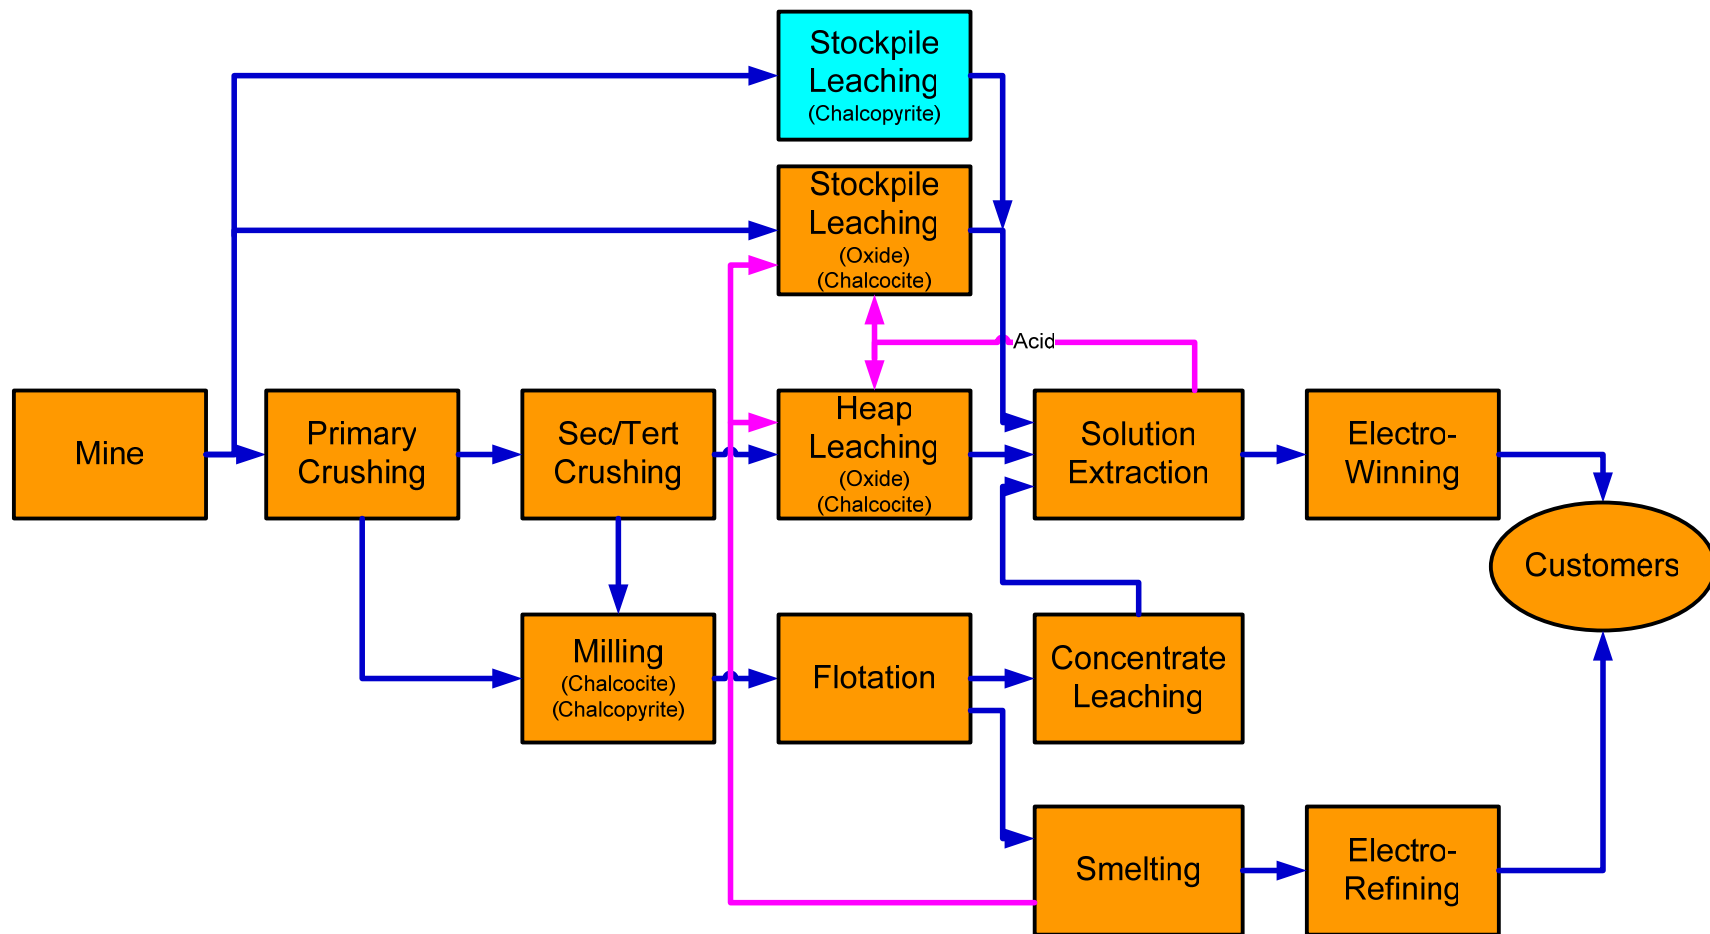 Stockpile
Leaching
(Chalcopyrite)
Stockpile
Leaching
(Oxide)
(Chalcocite)
Acid
Mine
Primary
Crushing
Sec/Tert
Crushing
Heap
Leaching
(Oxide)
(Chalcocite)
Solution
Extraction
Electro-
Winning
Customers
Milling
(Chalcocite)
(Chalcopyrite)
Flotation
Concentrate
Leaching
Smelting
Electro-
Refining